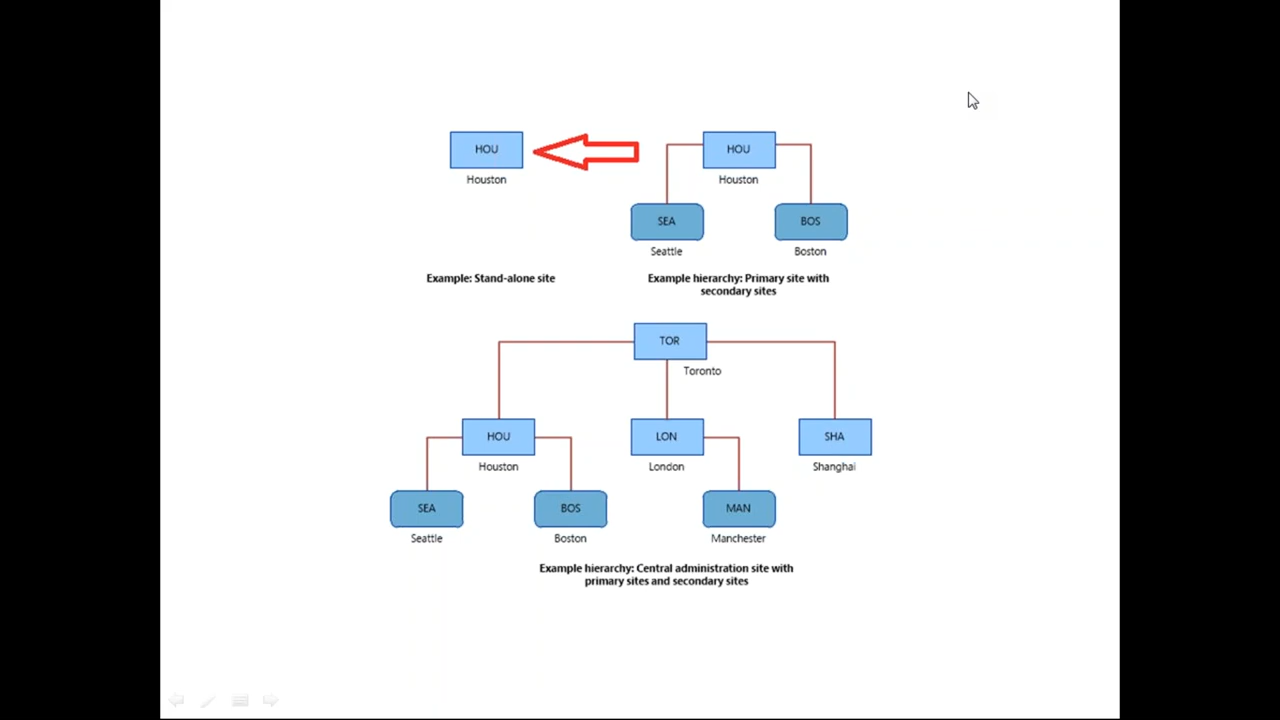 HOU
Houston
Example: Stand-alone site
HOU
Houston
SEA
Seattle
BOS
Boston
Example hierarchy: Primary site with
secondary sites
TOR
Toronto
HOU
Houston
LON
London
SHA
Shanghai
SEA
Seattle
BOS
Boston
MAN
Manchester
Example hierarchy: Central administration site with
primary sites and secondary sites